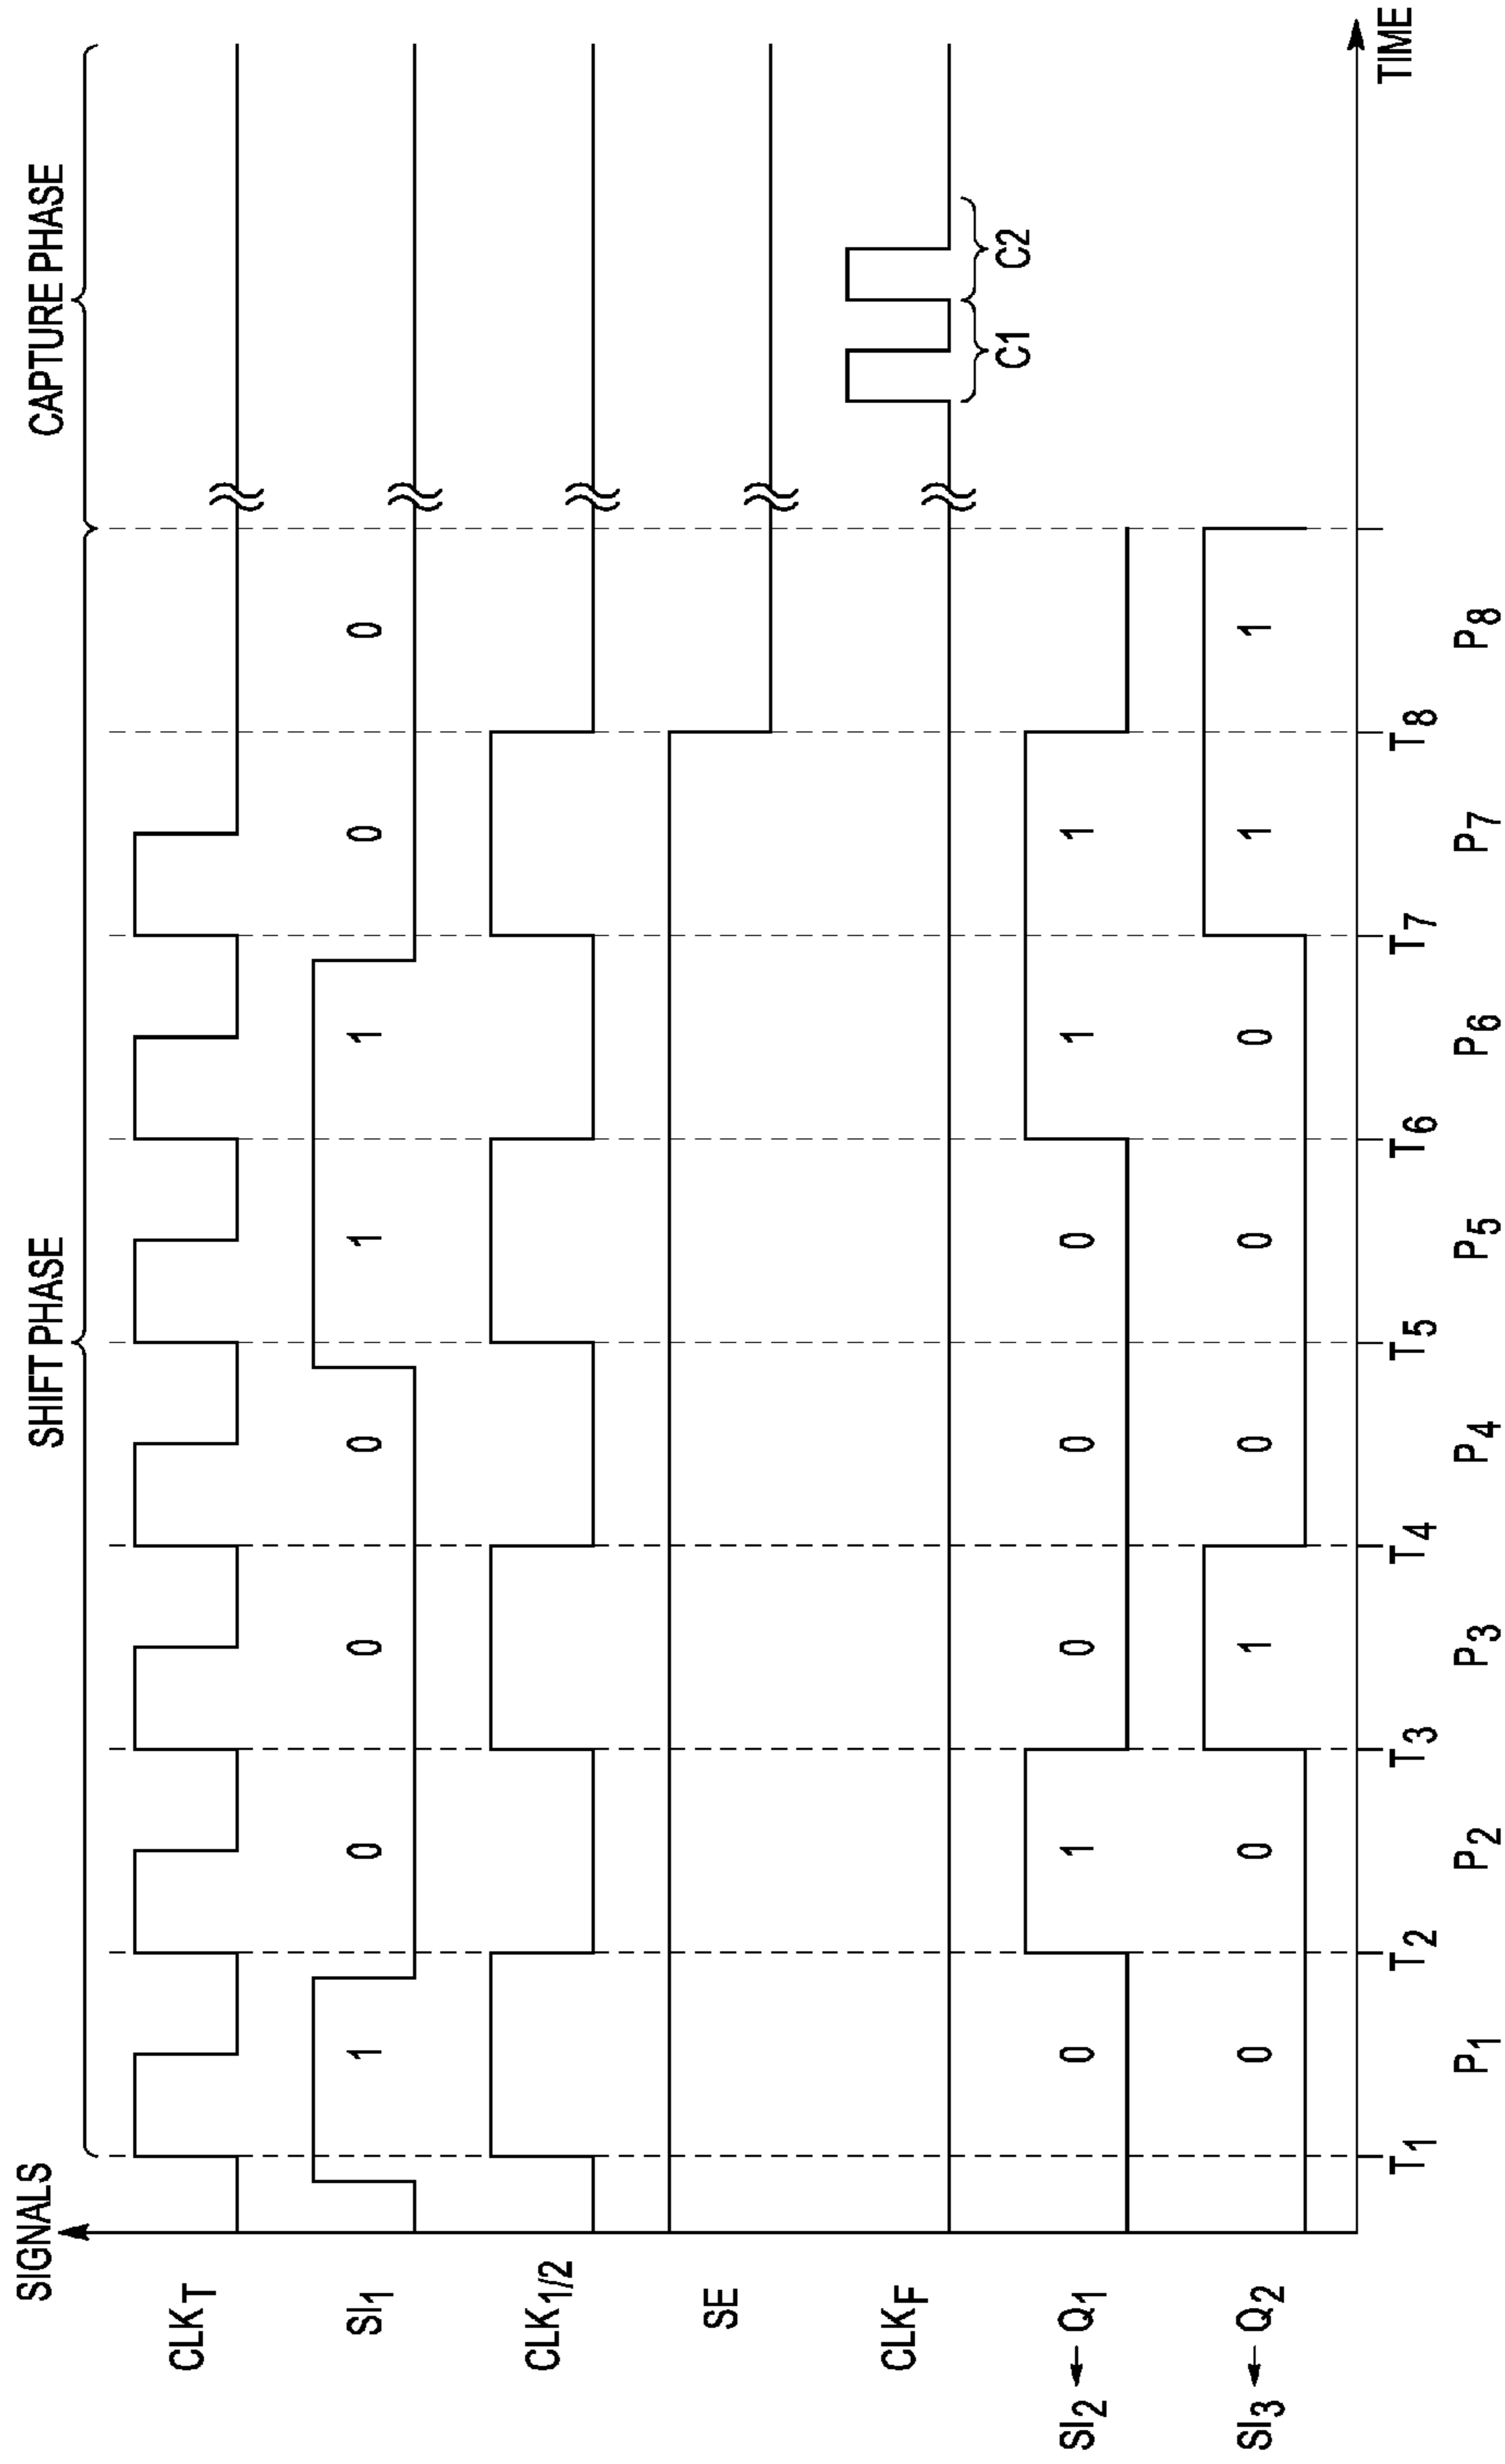 SIGNALS
SHIFT PHASE
CAPTURE PHASE
CLK_T
SI_1 1 0 0 0 1 1 0 0
CLK_1/2
SE
CLK_F
C1 C2
SI_2 ← Q_1 0 1 0 0 0 1 1
SI_3 ← Q_2 0 0 1 0 0 0 1 1
T_1 T_2 T_3 T_4 T_5 T_6 T_7 T_8
TIME
P_1 P_2 P_3 P_4 P_5 P_6 P_7 P_8